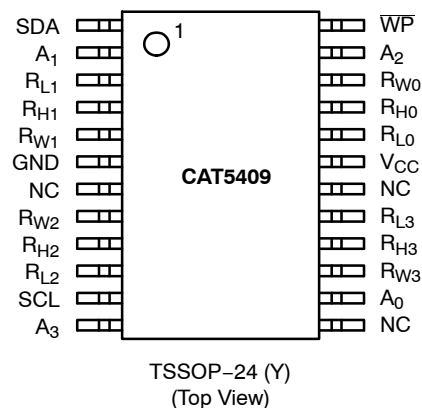 SDA
A1
RL1
RH1
RW1
GND
NC
RW2
RH2
RL2
SCL
A3
1
CAT5409
W̅P̅
A2
RW0
RH0
RL0
VCC
NC
RL3
RH3
RW3
A0
NC
TSSOP−24 (Y)
(Top View)